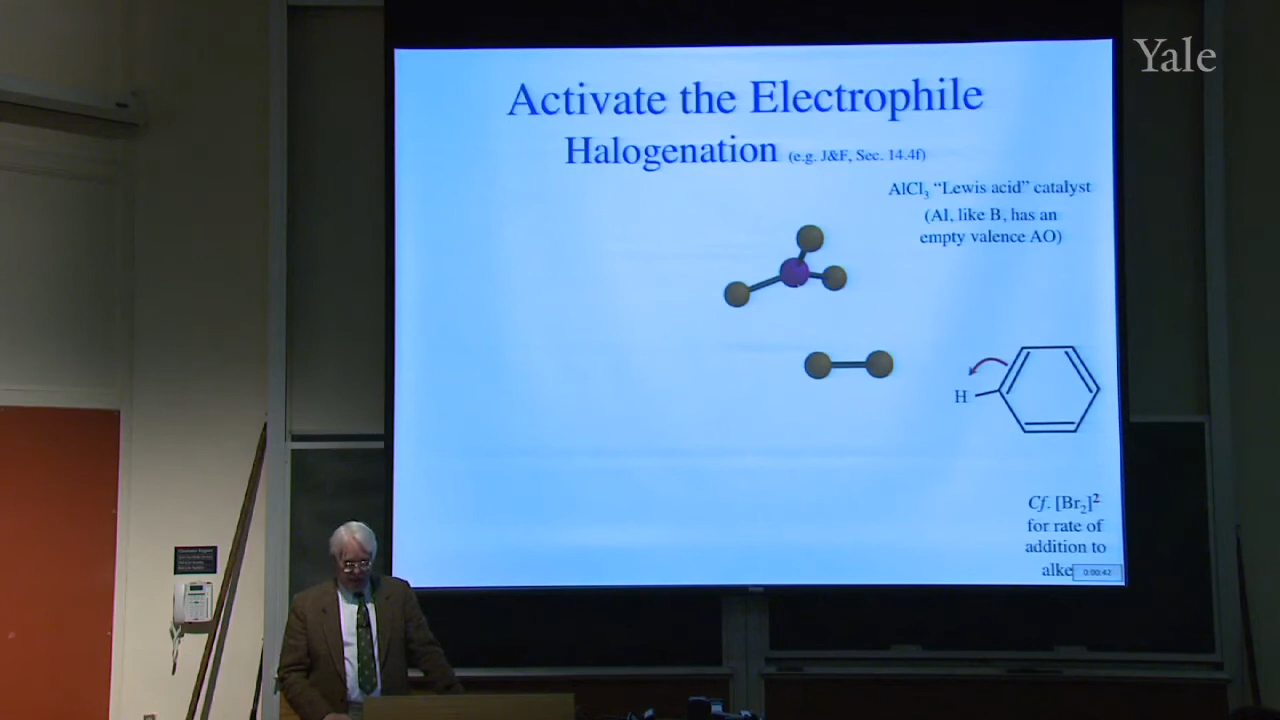 Yale
Activate the Electrophile
Halogenation (e.g. J&F, Sec. 14.4f)
AlCl₃ “Lewis acid” catalyst
(Al, like B, has an
empty valence AO)
H
Cf. [Br₂]²
for rate of
addition to
alke
0:00:42